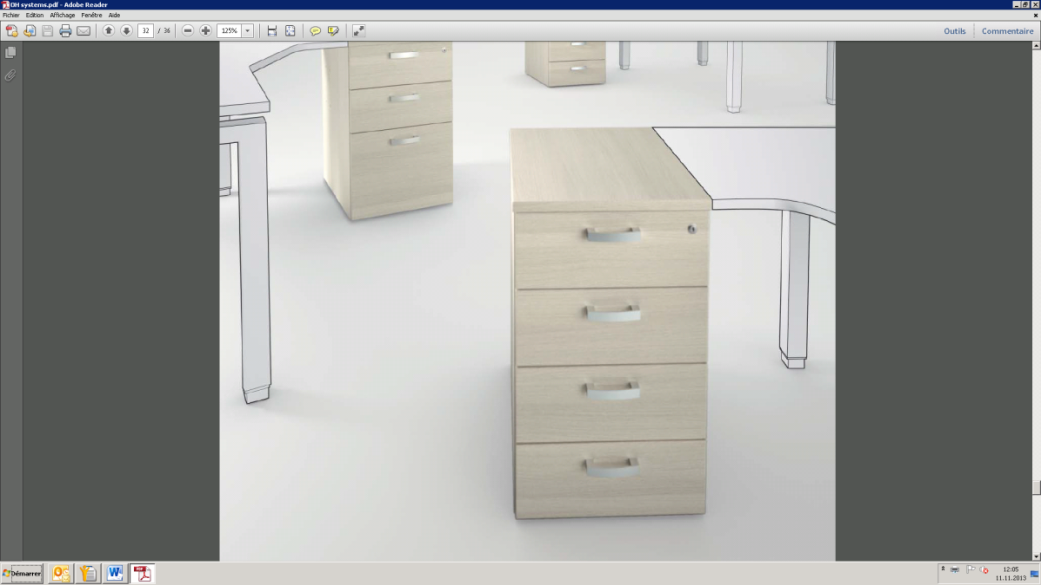 OH systems.pdf - Adobe Reader
Fichier Edition Affichage Fenêtre Aide
32 / 36 125% Outils Commentaire
Démarrer
12:05
11.11.2013